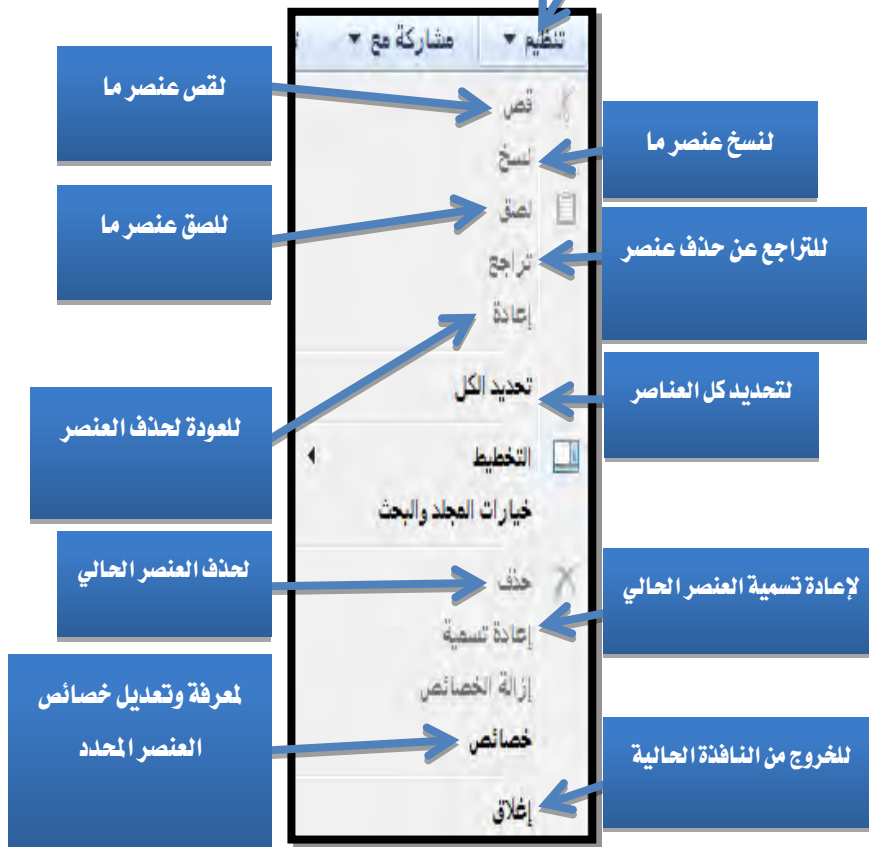 تنظيم
مشاركة مع
قص
نسخ
لصق
تراجع
إعادة
تحديد الكل
التخطيط
خيارات المجلد والبحث
حذف
إعادة تسمية
إزالة الخصائص
خصائص
إغلاق
لقص عنصر ما
لنسخ عنصر ما
للصق عنصر ما
للتراجع عن حذف عنصر
للعودة لحذف العنصر
لتحديد كل العناصر
لحذف العنصر الحالي
لإعادة تسمية العنصر الحالي
لمعرفة وتعديل خصائص
العنصر المحدد
للخروج من النافذة الحالية